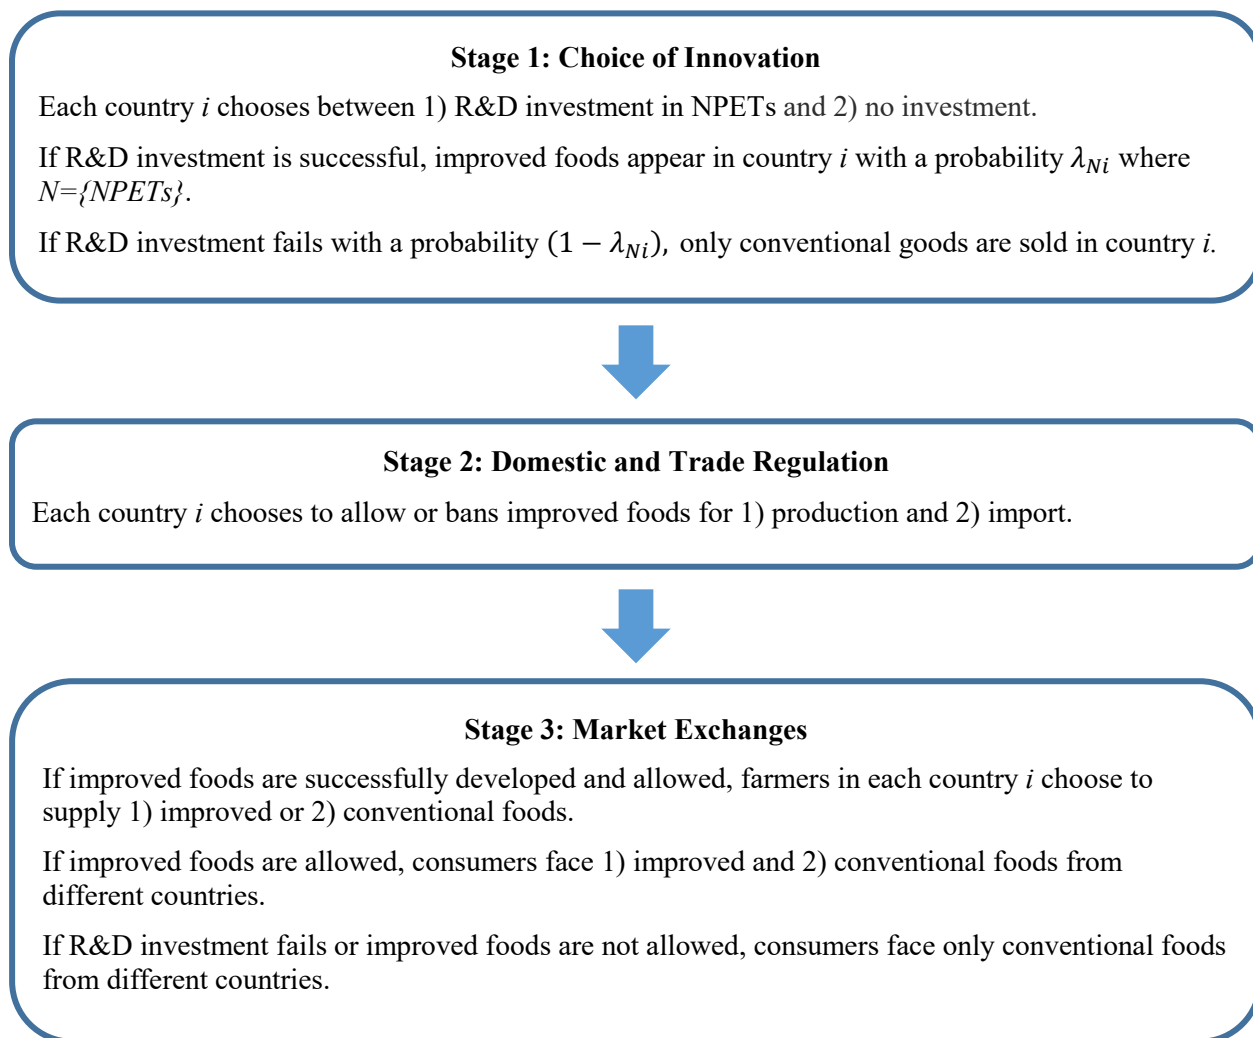 Stage 1: Choice of Innovation
Each country i chooses between 1) R&D investment in NPETs and 2) no investment.
If R&D investment is successful, improved foods appear in country i with a probability λ_{Ni} where
N={NPETs}.
If R&D investment fails with a probability (1 − λ_{Ni}), only conventional goods are sold in country i.
Stage 2: Domestic and Trade Regulation
Each country i chooses to allow or bans improved foods for 1) production and 2) import.
Stage 3: Market Exchanges
If improved foods are successfully developed and allowed, farmers in each country i choose to
supply 1) improved or 2) conventional foods.
If improved foods are allowed, consumers face 1) improved and 2) conventional foods from
different countries.
If R&D investment fails or improved foods are not allowed, consumers face only conventional foods
from different countries.